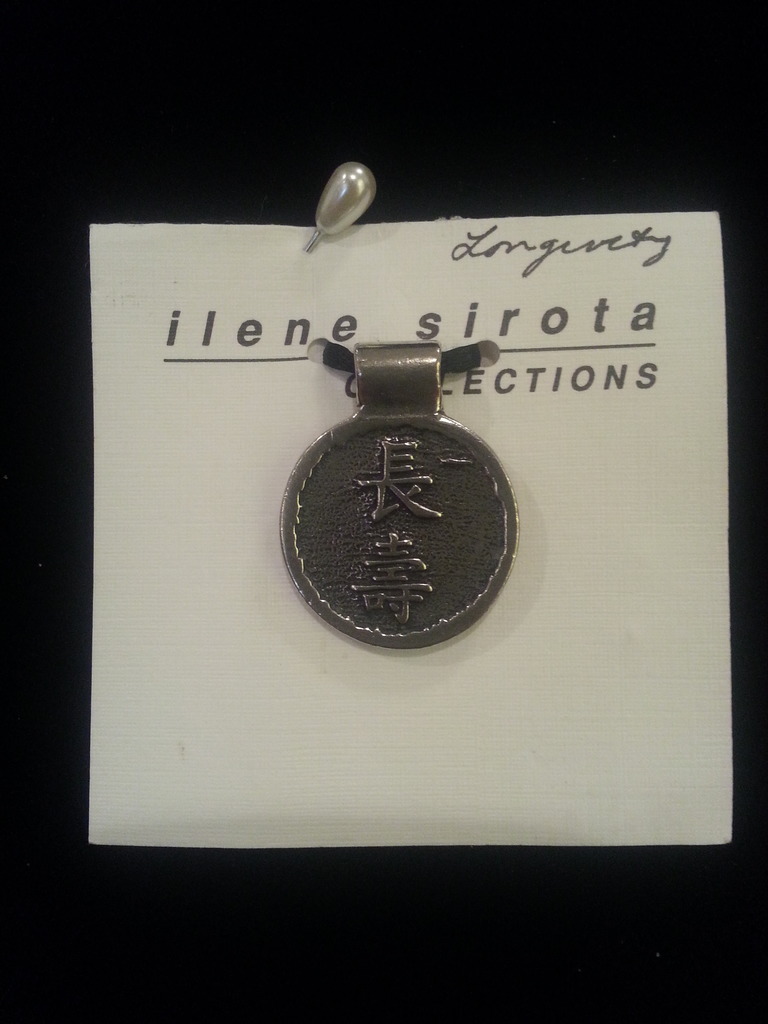 Longevity
ilene sirota
LECTIONS
長
壽